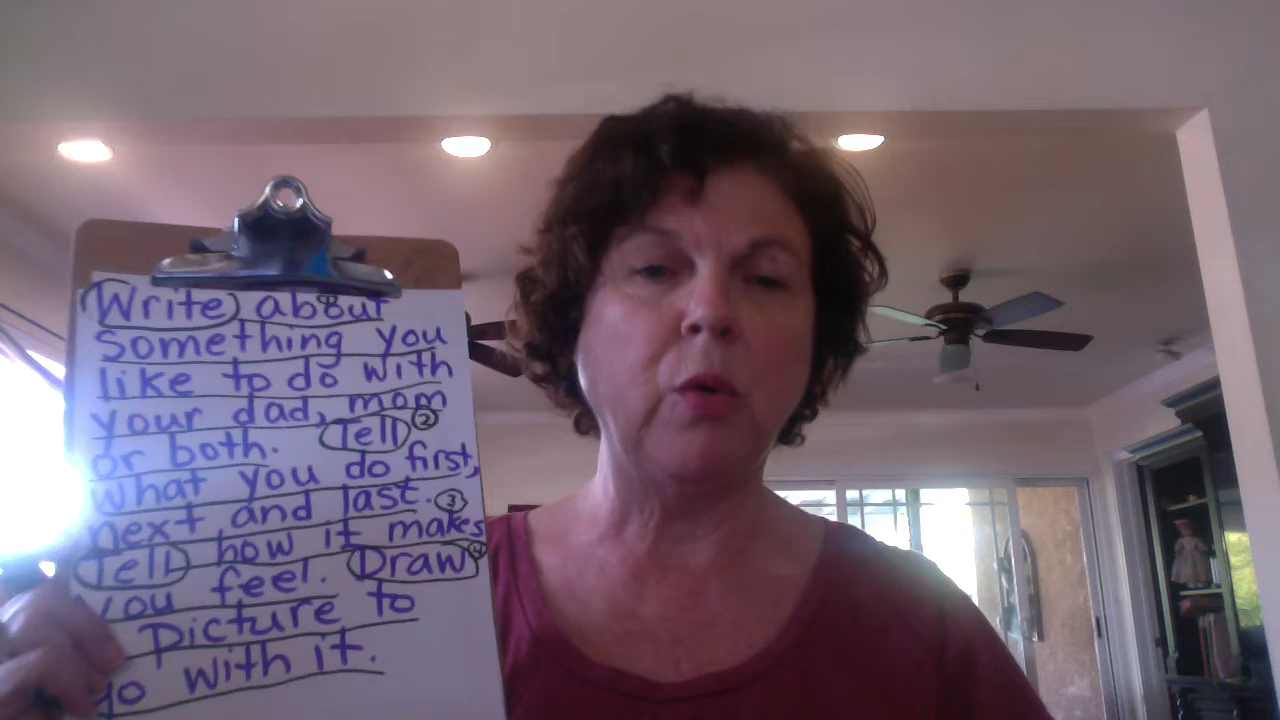 Write about
Something you
like to do with
your dad, mom
or both. Tell 2
what you do first,
next and last. 3
Tell how it makes 4
you feel. Draw
Picture to
go with it.